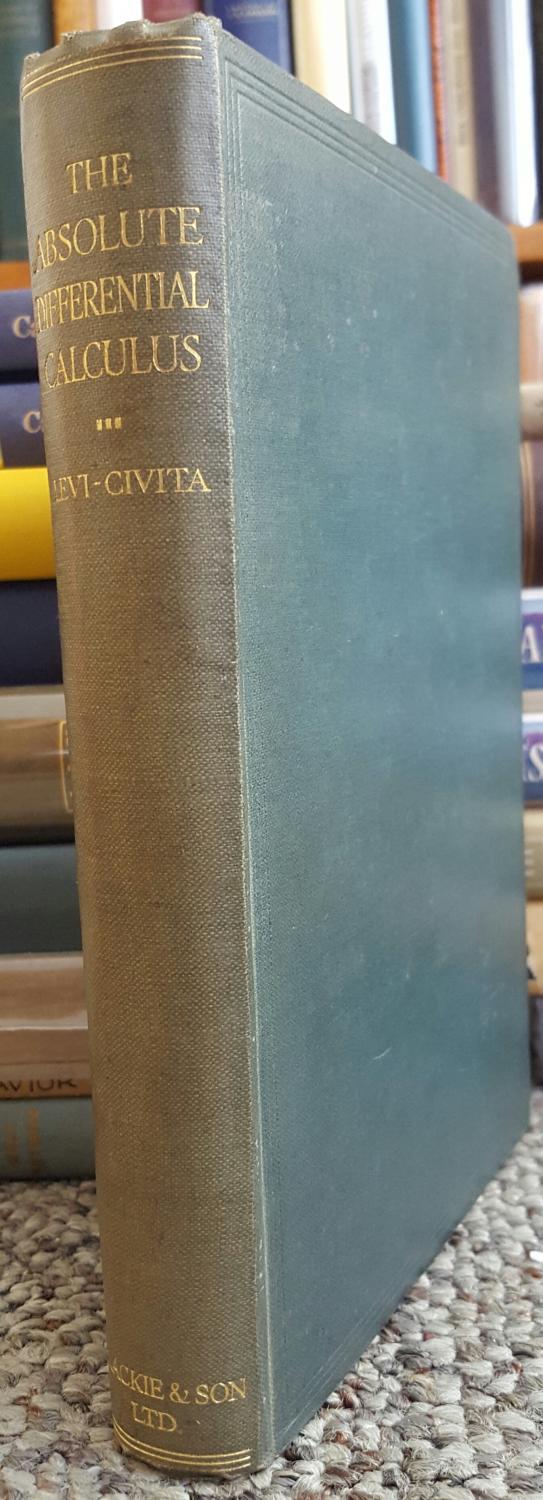 THE
ABSOLUTE
DIFFERENTIAL
CALCULUS
LEVI-CIVITA
ACKIE & SON
LTD.